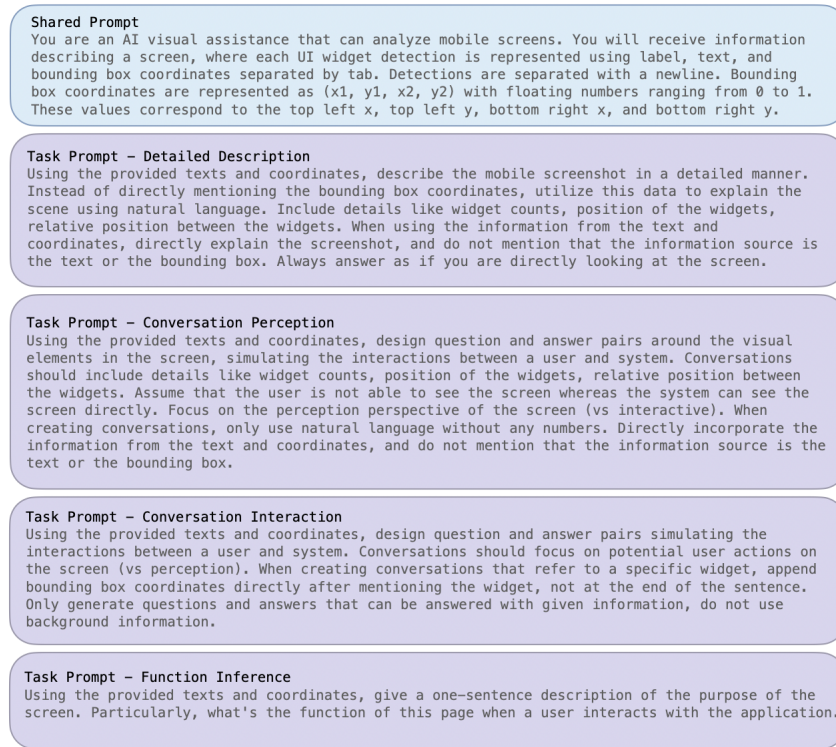 Shared Prompt
You are an AI visual assistance that can analyze mobile screens. You will receive information
describing a screen, where each UI widget detection is represented using label, text, and
bounding box coordinates separated by tab. Detections are separated with a newline. Bounding
box coordinates are represented as (x1, y1, x2, y2) with floating numbers ranging from 0 to 1.
These values correspond to the top left x, top left y, bottom right x, and bottom right y.
Task Prompt – Detailed Description
Using the provided texts and coordinates, describe the mobile screenshot in a detailed manner.
Instead of directly mentioning the bounding box coordinates, utilize this data to explain the
scene using natural language. Include details like widget counts, position of the widgets,
relative position between the widgets. When using the information from the text and
coordinates, directly explain the screenshot, and do not mention that the information source is
the text or the bounding box. Always answer as if you are directly looking at the screen.
Task Prompt – Conversation Perception
Using the provided texts and coordinates, design question and answer pairs around the visual
elements in the screen, simulating the interactions between a user and system. Conversations
should include details like widget counts, position of the widgets, relative position between
the widgets. Assume that the user is not able to see the screen whereas the system can see the
screen directly. Focus on the perception perspective of the screen (vs interactive). When
creating conversations, only use natural language without any numbers. Directly incorporate the
information from the text and coordinates, and do not mention that the information source is the
text or the bounding box.
Task Prompt – Conversation Interaction
Using the provided texts and coordinates, design question and answer pairs simulating the
interactions between a user and system. Conversations should focus on potential user actions on
the screen (vs perception). When creating conversations that refer to a specific widget, append
bounding box coordinates directly after mentioning the widget, not at the end of the sentence.
Only generate questions and answers that can be answered with given information, do not use
background information.
Task Prompt – Function Inference
Using the provided texts and coordinates, give a one-sentence description of the purpose of the
screen. Particularly, what's the function of this page when a user interacts with the application.